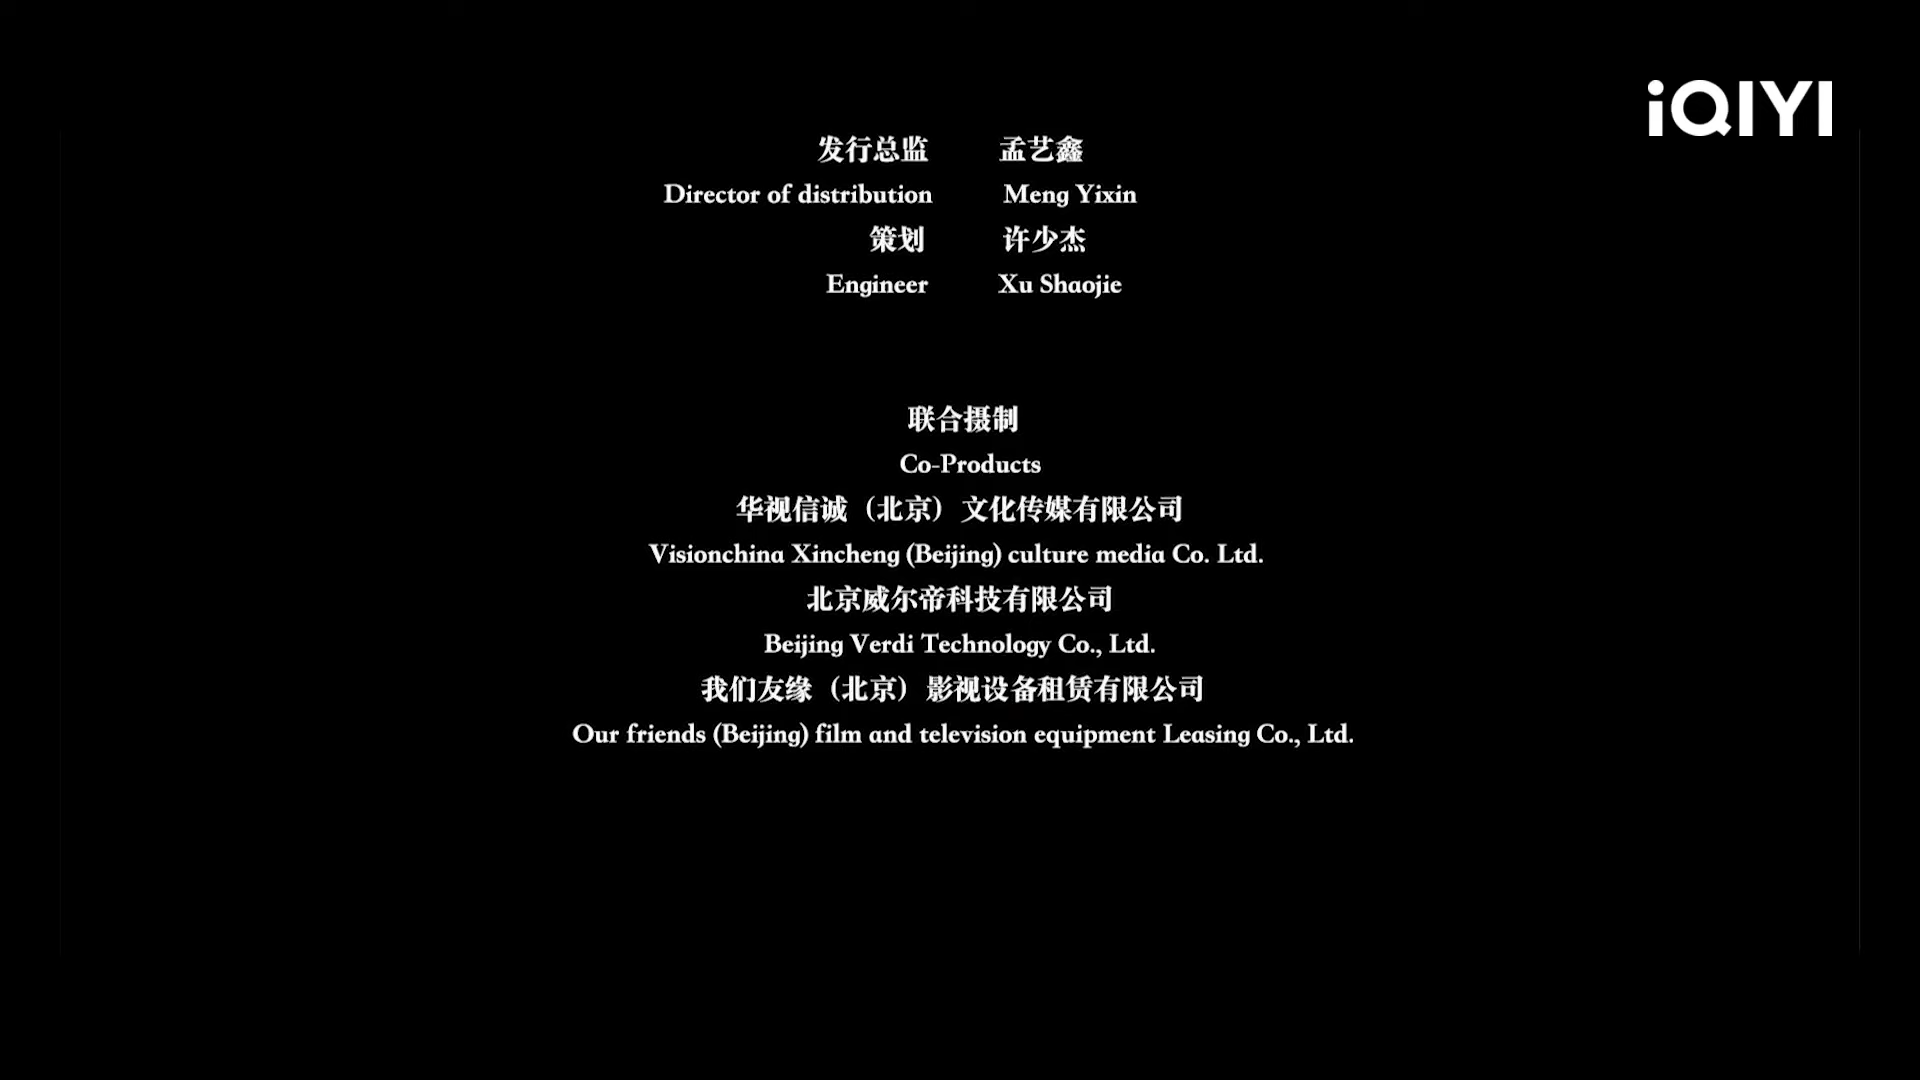 iQIYI
发行总监 孟艺鑫
Director of distribution Meng Yixin
策划 许少杰
Engineer Xu Shaojie
联合摄制
Co-Products
华视信诚（北京）文化传媒有限公司
Visionchina Xincheng (Beijing) culture media Co. Ltd.
北京威尔帝科技有限公司
Beijing Verdi Technology Co., Ltd.
我们友缘（北京）影视设备租赁有限公司
Our friends (Beijing) film and television equipment Leasing Co., Ltd.